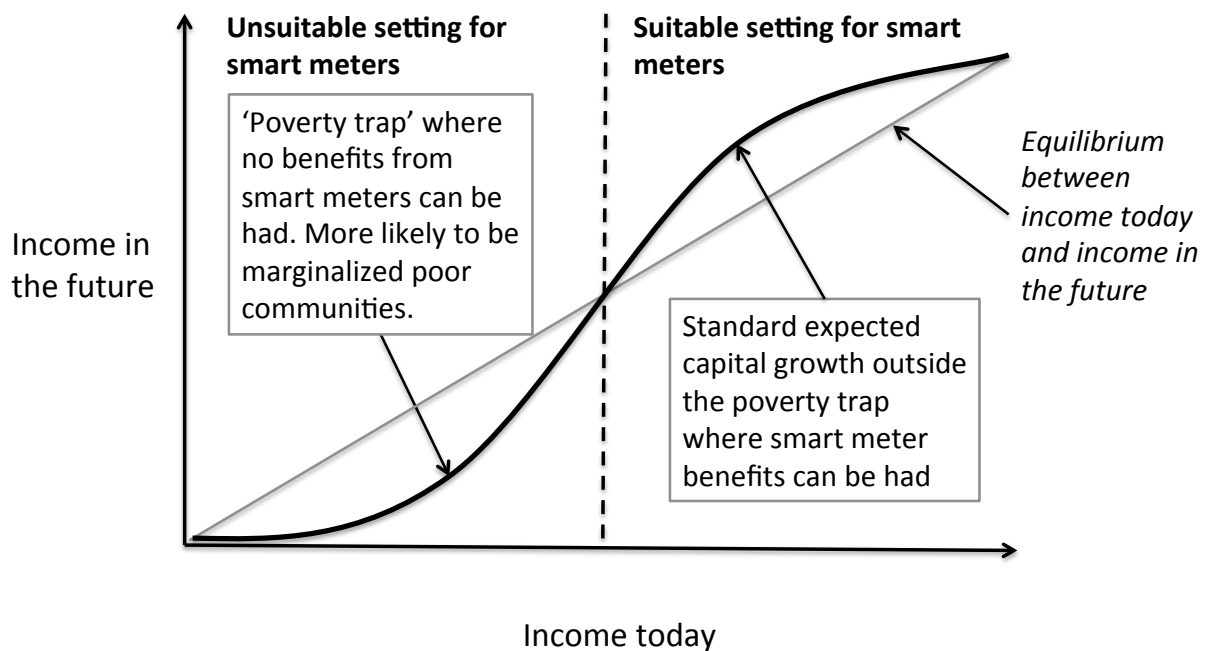 Unsuitable setting for
smart meters
Suitable setting for smart
meters
‘Poverty trap’ where
no benefits from
smart meters can be
had. More likely to be
marginalized poor
communities.
Equilibrium
between
income today
and income in
the future
Income in
the future
Standard expected
capital growth outside
the poverty trap
where smart meter
benefits can be had
Income today